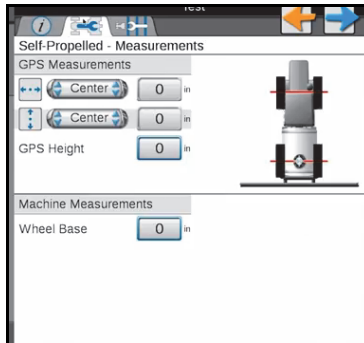 Test
Self-Propelled - Measurements
GPS Measurements
Center 0 in
Center 0 in
GPS Height 0 in
Machine Measurements
Wheel Base 0 in